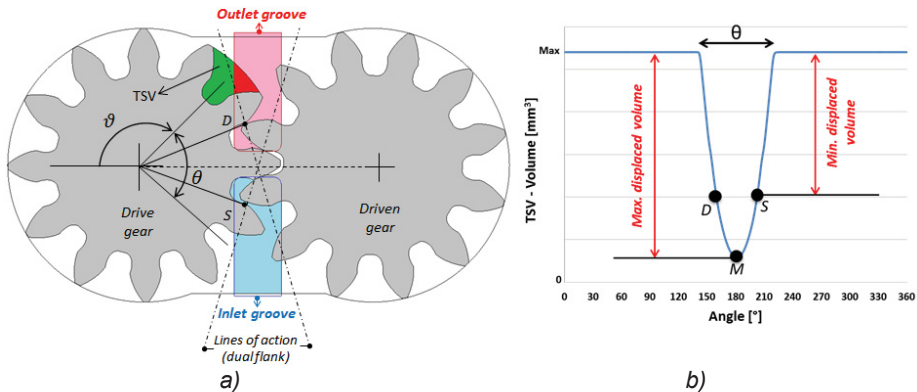 Outlet groove
TSV
ϑ
D
θ
S
Drive
gear
Driven
gear
Inlet groove
Lines of action
(dual flank)
a)
θ
Max
TSV - Volume [mm³]
Max. displaced volume
Min. displaced
volume
D
S
M
0
0 30 60 90 120 150 180 210 240 270 300 330 360
Angle [°]
b)